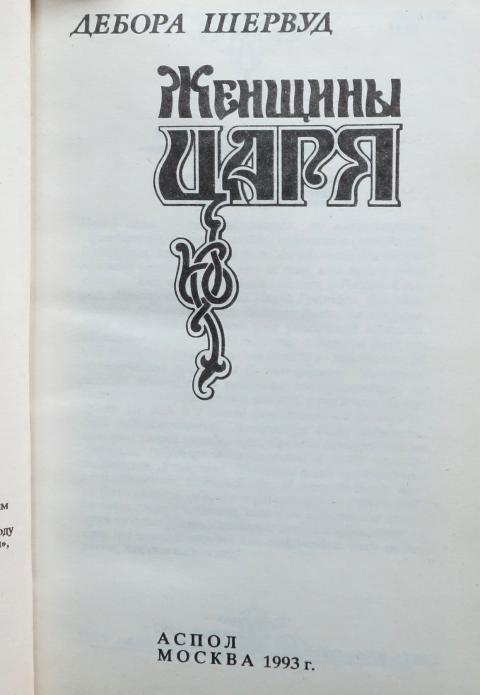 ДЕБОРА ШЕРВУД
ЖЕНЩИНЫ
ЦАРЯ
АСПОЛ
МОСКВА 1993 г.